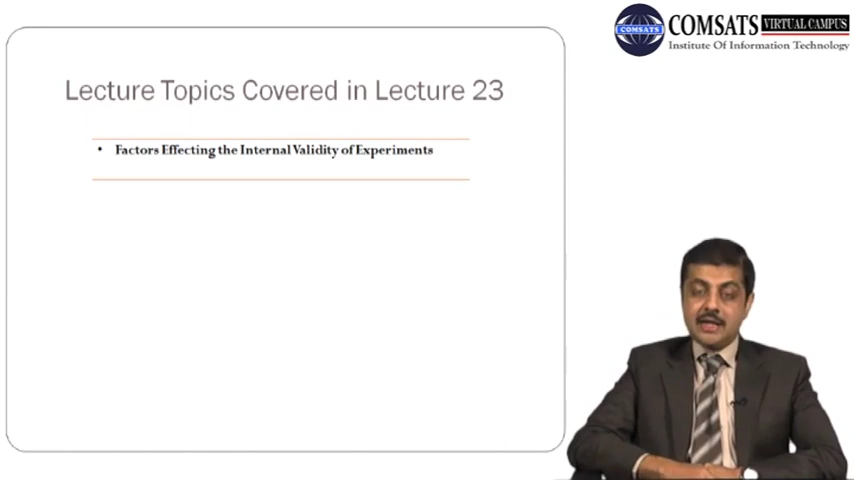 COMSATS VIRTUAL CAMPUS
Institute Of Information Technology
COMSATS
Lecture Topics Covered in Lecture 23
• Factors Effecting the Internal Validity of Experiments